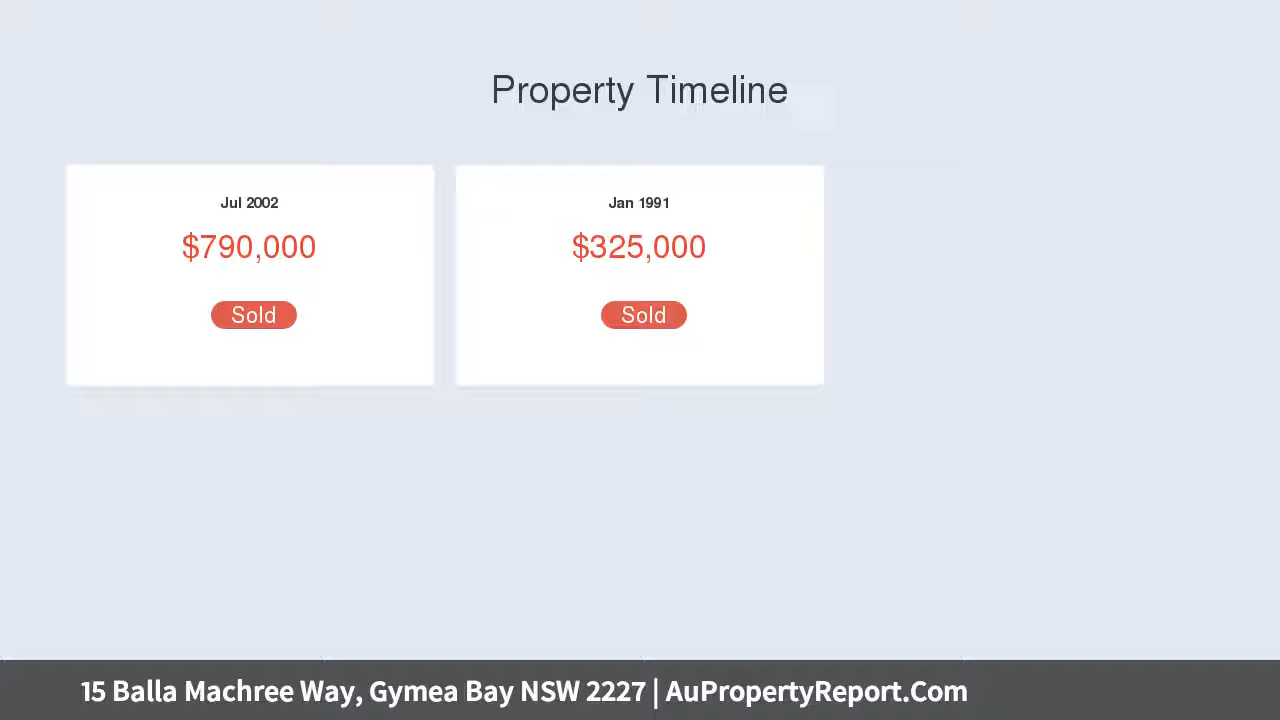 Property Timeline
Jul 2002
$790,000
Sold
Jan 1991
$325,000
Sold
15 Balla Machree Way, Gymea Bay NSW 2227 | AuPropertyReport.Com